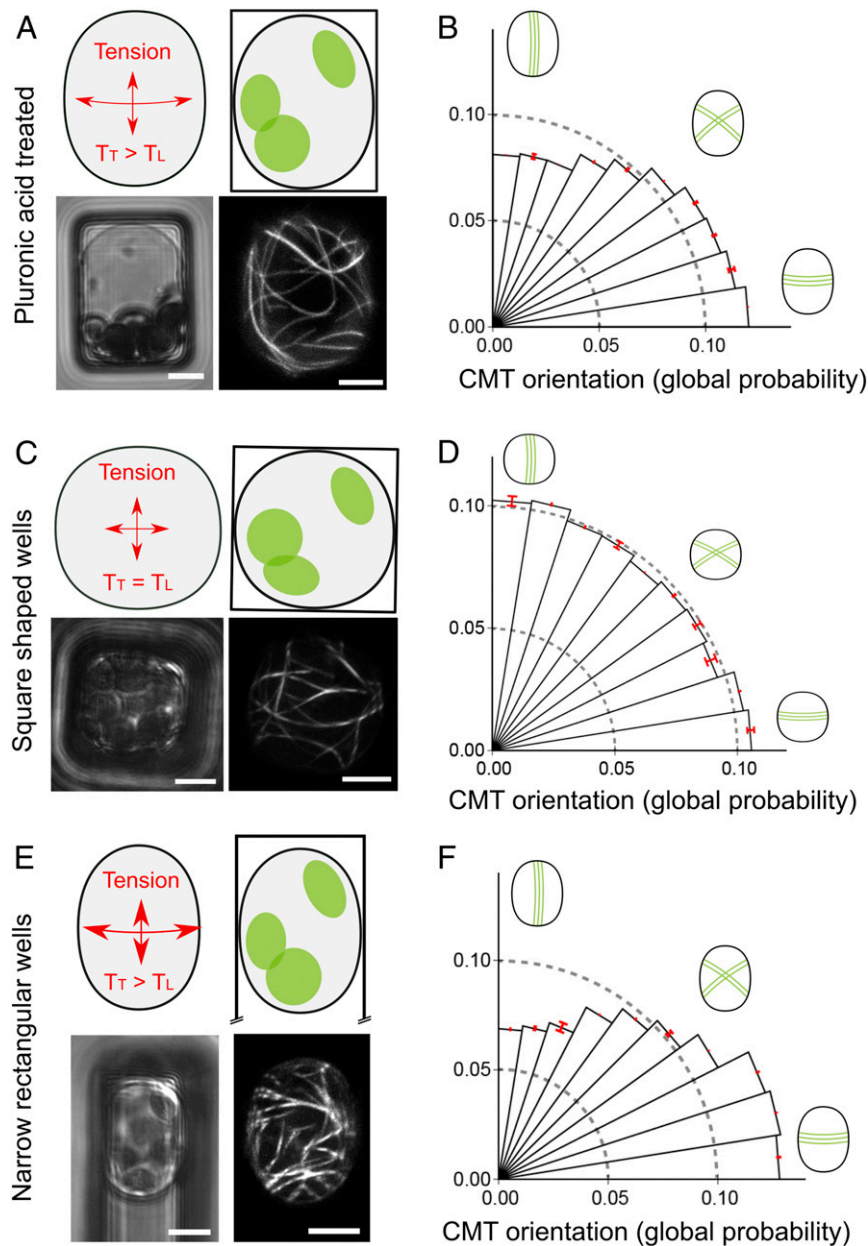 A
Pluronic acid treated
Tension
TT > TL
B
0.10
0.05
0.00
0.00 0.05 0.10
CMT orientation (global probability)
C
Square shaped wells
Tension
TT = TL
D
0.10
0.05
0.00
0.00 0.05 0.10
CMT orientation (global probability)
E
Narrow rectangular wells
Tension
TT > TL
F
0.10
0.05
0.00
0.00 0.05 0.10
CMT orientation (global probability)